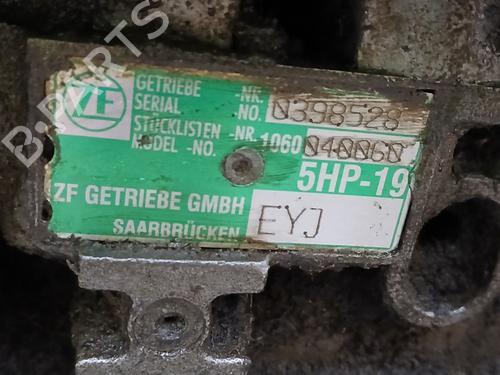 B-PARTS
ZF
GETRIEBE NR.
SERIAL NO. 0398528
STÜCKLISTEN -NR.
MODEL -NO. 1060 040060
5HP-19
ZF GETRIEBE GMBH
SAARBRÜCKEN EYJ